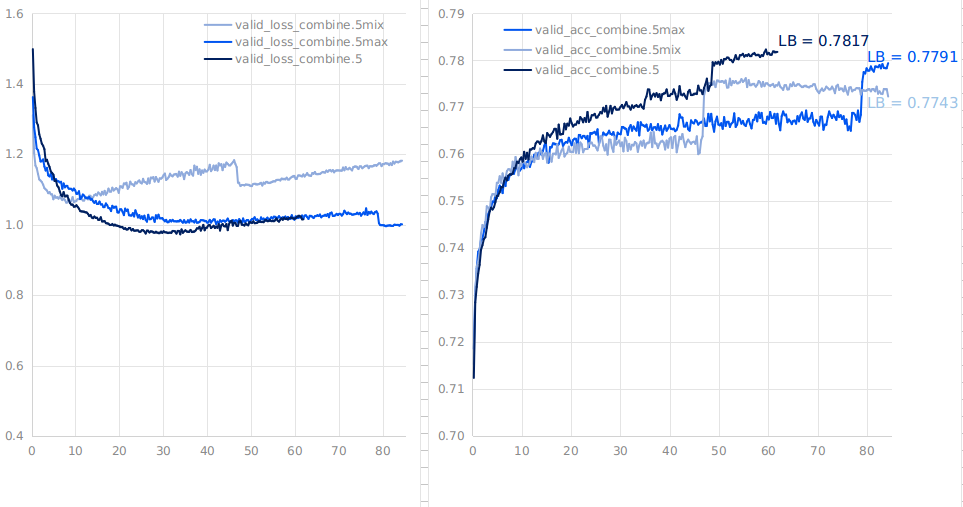 1.6
1.4
1.2
1.0
0.8
0.6
0.4
0 10 20 30 40 50 60 70 80
valid_loss_combine.5mix
valid_loss_combine.5max
valid_loss_combine.5
0.79
0.78
0.77
0.76
0.75
0.74
0.73
0.72
0.71
0.70
0 10 20 30 40 50 60 70 80
valid_acc_combine.5max
valid_acc_combine.5mix
valid_acc_combine.5
LB = 0.7817
LB = 0.7791
LB = 0.7743